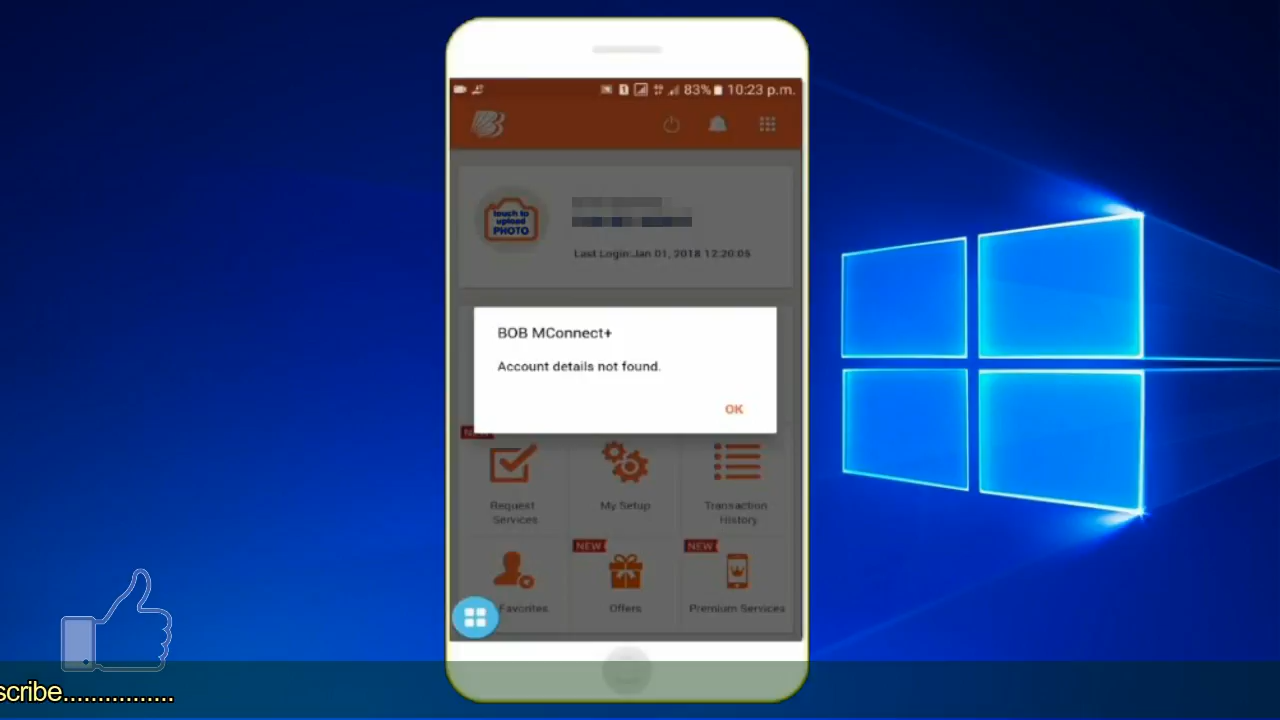 83% 10:23 p.m.
touch to
upload
PHOTO
Last Login:Jan 01, 2018 12:20:05
BOB MConnect+
Account details not found.
OK
NEW
Request
Services
My Setup
Transaction
History
NEW
NEW
Favorites
Offers
Premium Services
scribe................